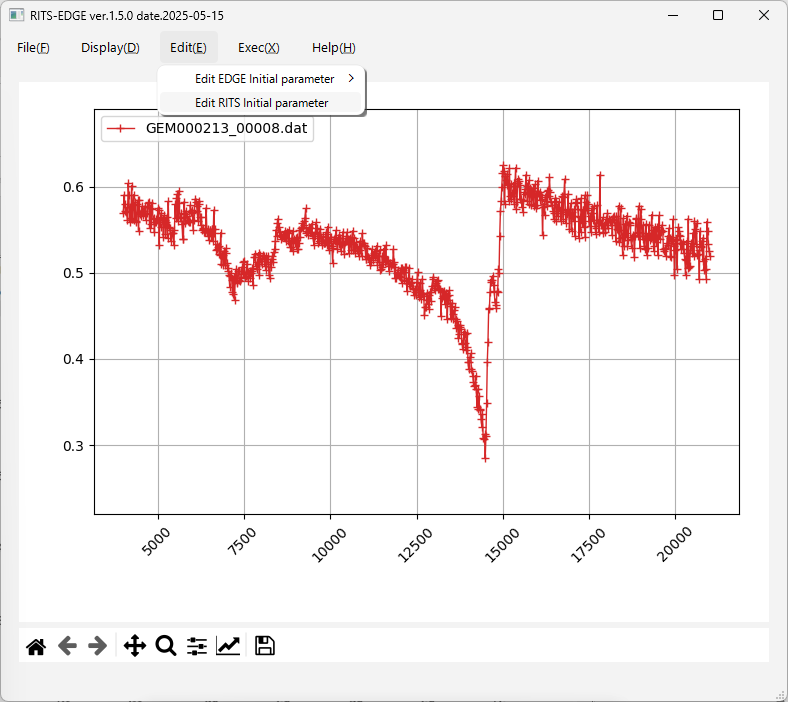 RITS-EDGE ver.1.5.0 date.2025-05-15
File(F) Display(D) Edit(E) Exec(X) Help(H)
Edit EDGE Initial parameter
Edit RITS Initial parameter
GEM000213_00008.dat
0.6
0.5
0.4
0.3
5000 7500 10000 12500 15000 17500 20000